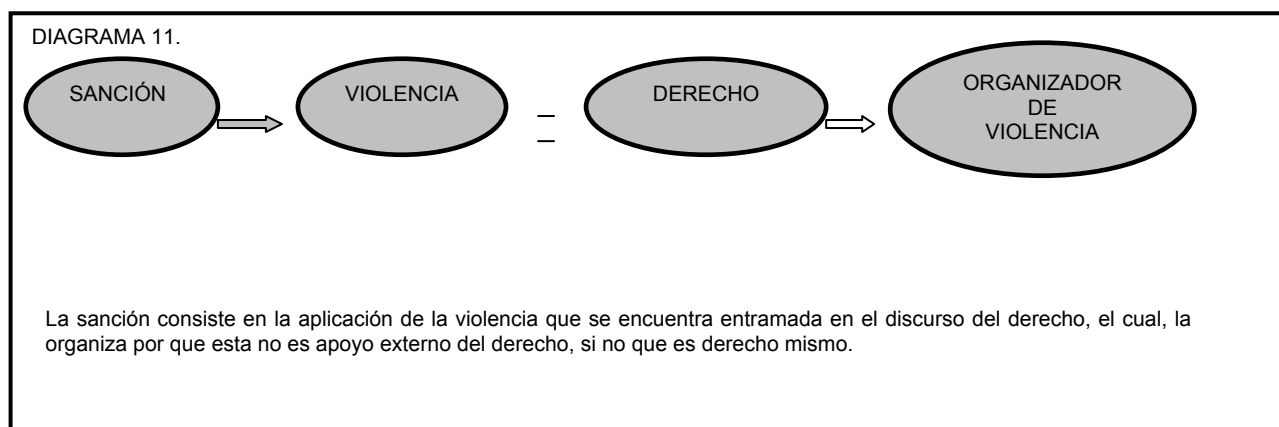 DIAGRAMA 11.
SANCIÓN
VIOLENCIA
DERECHO
ORGANIZADOR
DE
VIOLENCIA
La sanción consiste en la aplicación de la violencia que se encuentra entramada en el discurso del derecho, el cual, la
organiza por que esta no es apoyo externo del derecho, si no que es derecho mismo.